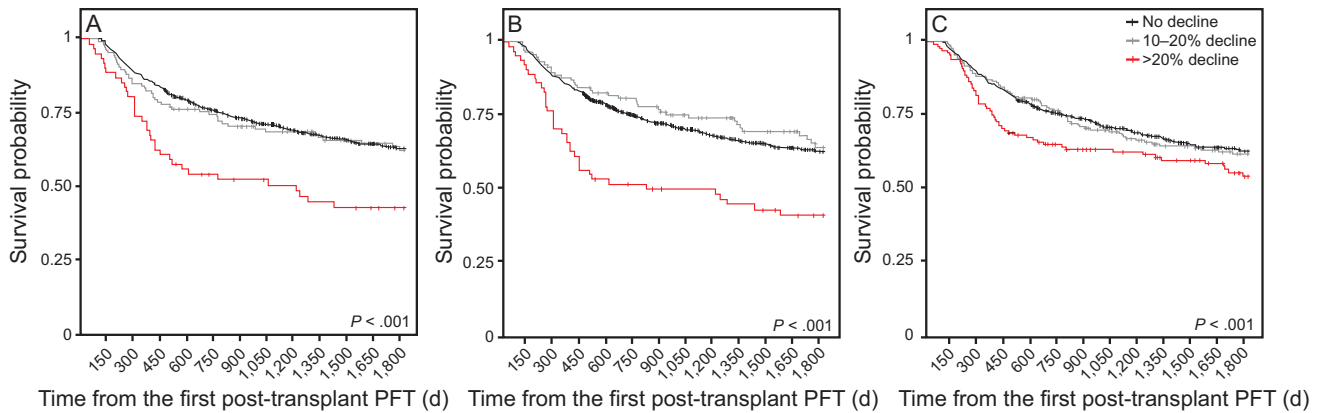 A
Survival probability
1
0.75
0.50
0.25
0
P < .001
150 300 450 600 750 900 1,050 1,200 1,350 1,500 1,650 1,800
Time from the first post-transplant PFT (d)
B
Survival probability
1
0.75
0.50
0.25
0
P < .001
150 300 450 600 750 900 1,050 1,200 1,350 1,500 1,650 1,800
Time from the first post-transplant PFT (d)
C
No decline
10–20% decline
>20% decline
Survival probability
1
0.75
0.50
0.25
0
P < .001
150 300 450 600 750 900 1,050 1,200 1,350 1,500 1,650 1,800
Time from the first post-transplant PFT (d)